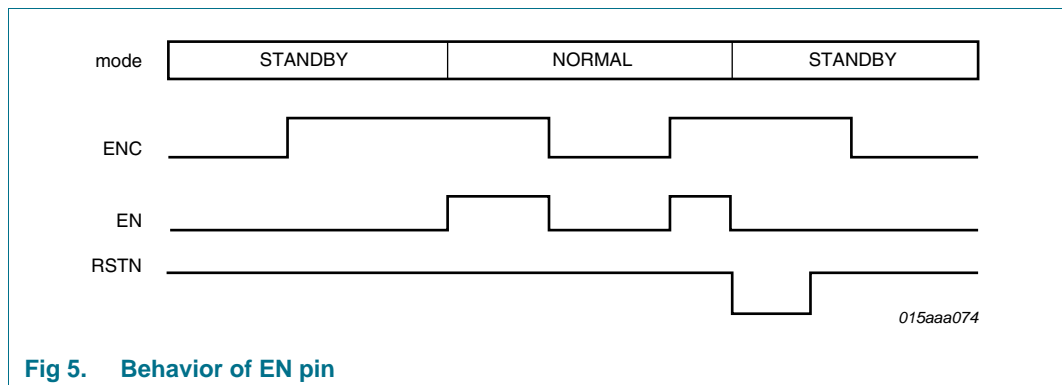 mode STANDBY NORMAL STANDBY
ENC
EN
RSTN
015aaa074
Fig 5. Behavior of EN pin